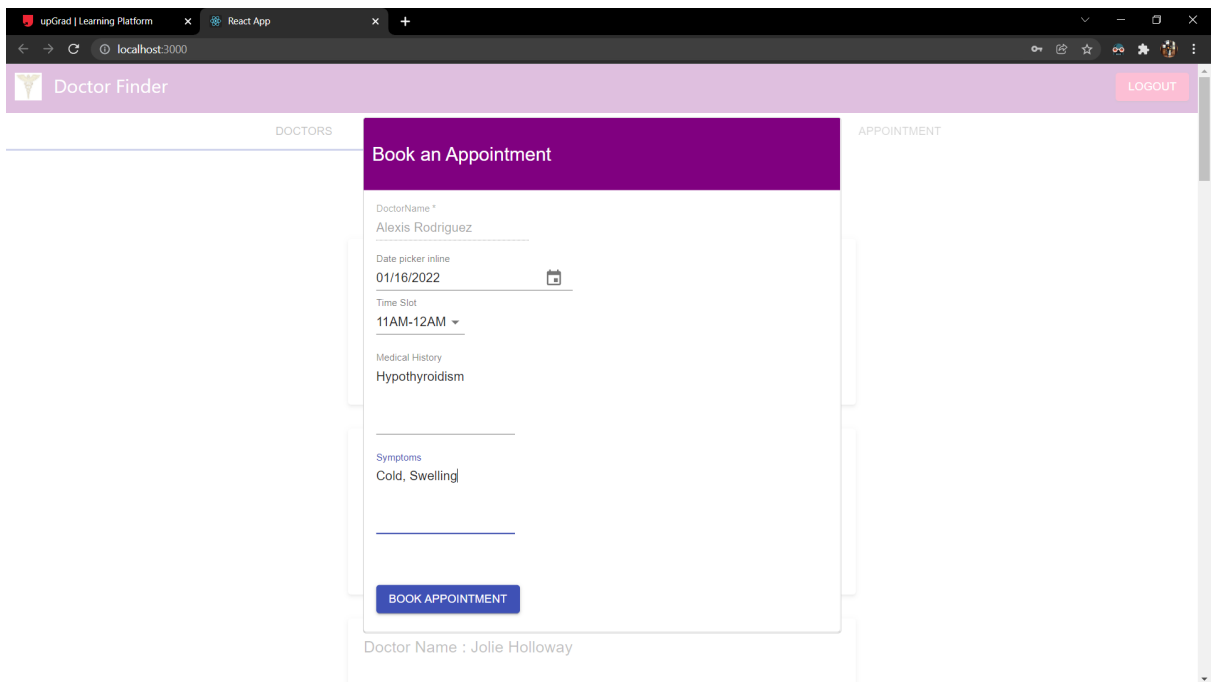 upGrad | Learning Platform
React App
localhost:3000
Doctor Finder
LOGOUT
DOCTORS
APPOINTMENT
Book an Appointment
DoctorName *
Alexis Rodriguez
Date picker inline
01/16/2022
Time Slot
11AM-12AM
Medical History
Hypothyroidism
Symptoms
Cold, Swelling
BOOK APPOINTMENT
Doctor Name : Jolie Holloway